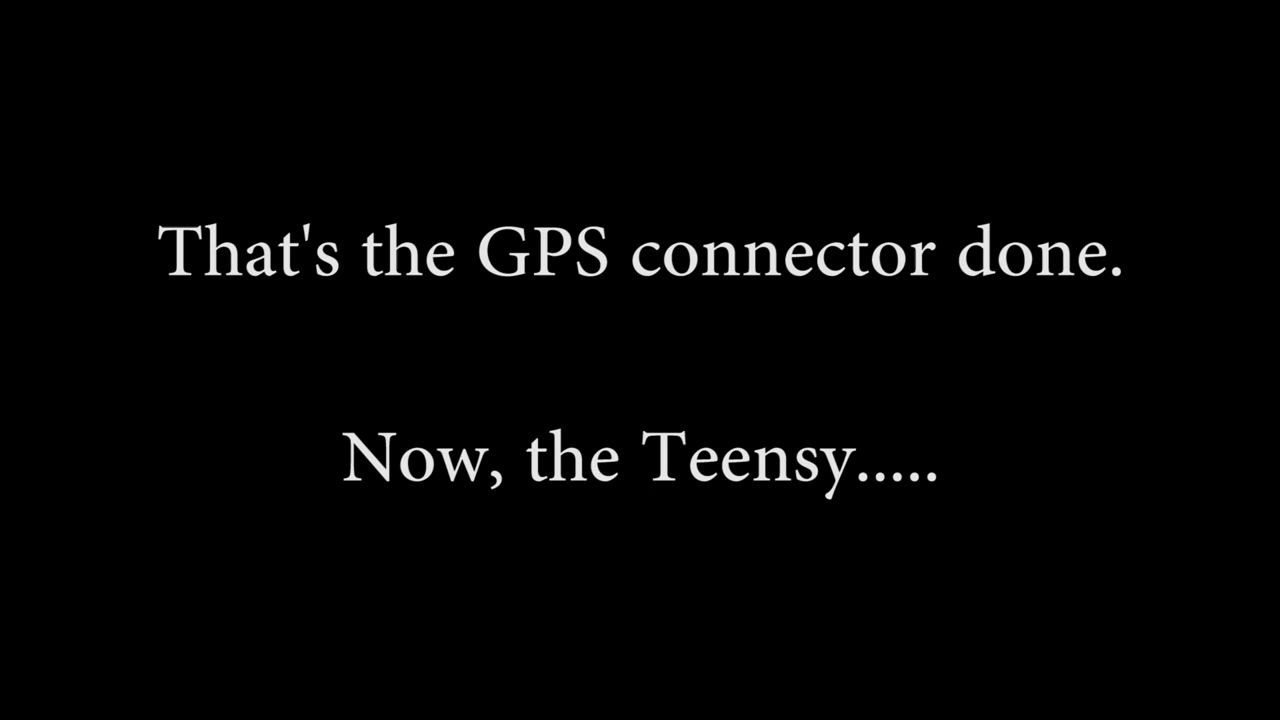 That's the GPS connector done.
Now, the Teensy.....